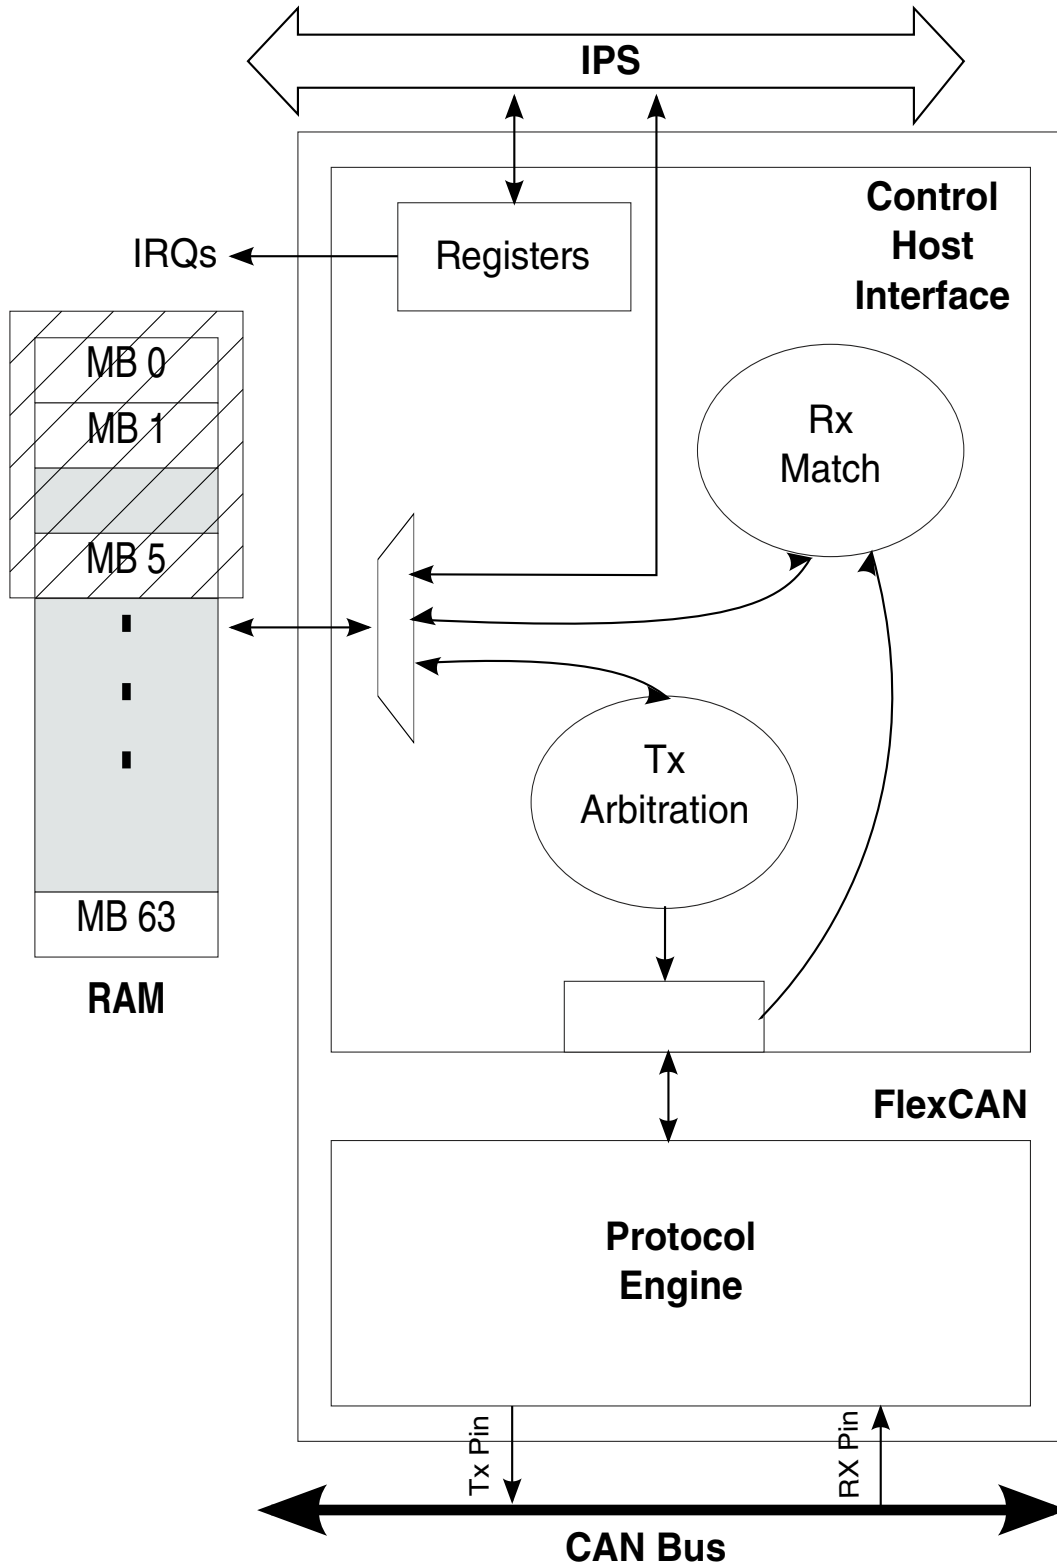 IPS
Control
Host
Interface
IRQs
Registers
MB 0
MB 1
MB 5
Rx
Match
Tx
Arbitration
MB 63
RAM
FlexCAN
Protocol
Engine
Tx Pin
RX Pin
CAN Bus